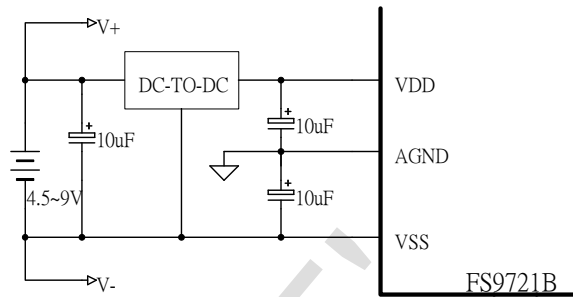 V+
DC-TO-DC
VDD
10uF
10uF
AGND
4.5~9V
10uF
VSS
V-
FS9721B